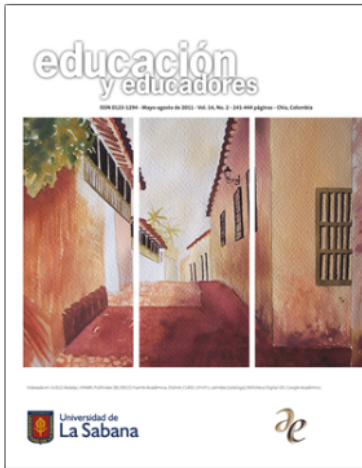 educación
y educadores
ISSN 0123-1294 - Mayo-agosto de 2011 - Vol. 14, No. 2 - 241-444 páginas - Chía, Colombia
Universidad de
La Sabana
ae